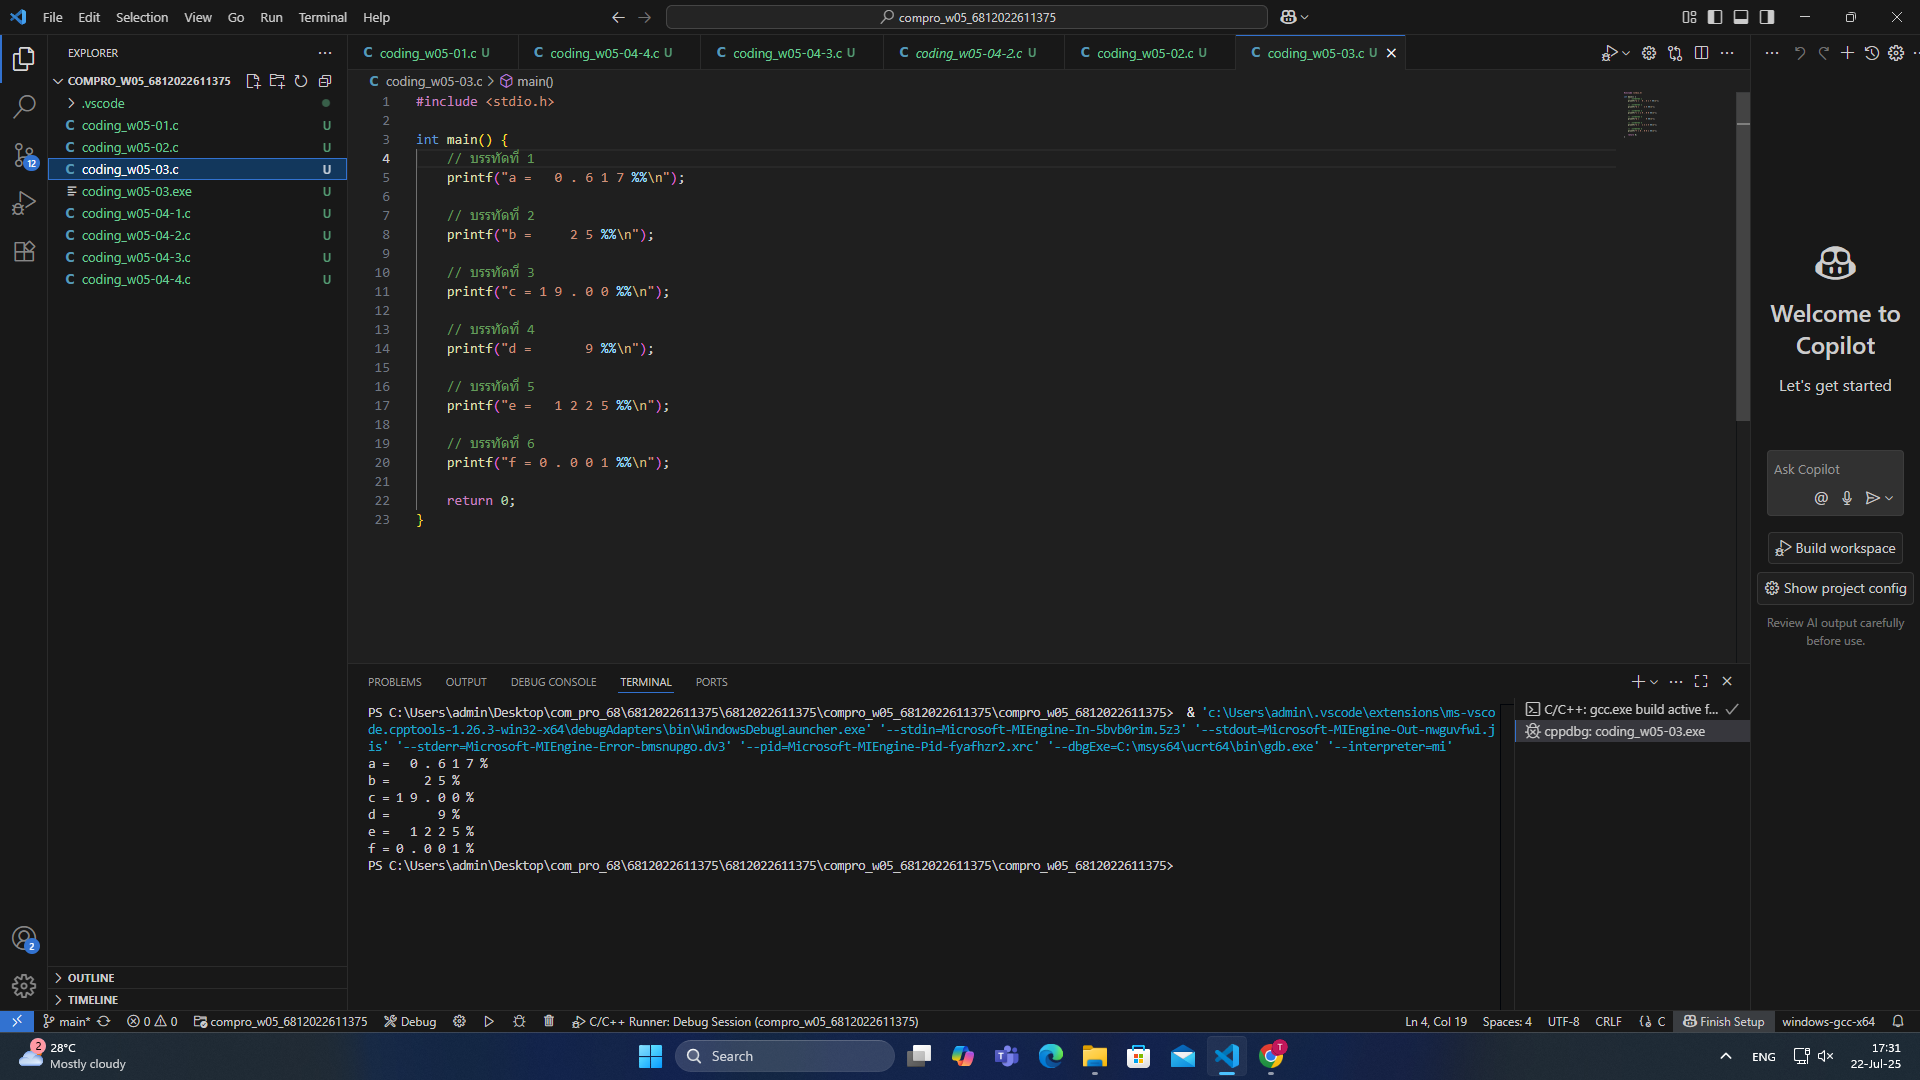 File Edit Selection View Go Run Terminal Help
compro_w05_6812022611375
EXPLORER
COMPRO_W05_6812022611375
.vscode
C coding_w05-01.c U
C coding_w05-02.c U
C coding_w05-03.c U
coding_w05-03.exe U
C coding_w05-04-1.c U
C coding_w05-04-2.c U
C coding_w05-04-3.c U
C coding_w05-04-4.c U
12
2
OUTLINE
TIMELINE
C coding_w05-01.c U C coding_w05-04-4.c U C coding_w05-04-3.c U C coding_w05-04-2.c U C coding_w05-02.c U C coding_w05-03.c U
C coding_w05-03.c > main()
1 #include <stdio.h>
2
3 int main() {
4 // บรรทัดที่ 1
5 printf("a =   0 . 6 1 7 %%\n");
6
7 // บรรทัดที่ 2
8 printf("b =     2 5 %%\n");
9
10 // บรรทัดที่ 3
11 printf("c = 1 9 . 0 0 %%\n");
12
13 // บรรทัดที่ 4
14 printf("d =       9 %%\n");
15
16 // บรรทัดที่ 5
17 printf("e =   1 2 2 5 %%\n");
18
19 // บรรทัดที่ 6
20 printf("f = 0 . 0 0 1 %%\n");
21
22 return 0;
23 }
PROBLEMS OUTPUT DEBUG CONSOLE TERMINAL PORTS
PS C:\Users\admin\Desktop\com_pro_68\6812022611375\6812022611375\compro_w05_6812022611375\compro_w05_6812022611375>  & 'c:\Users\admin\.vscode\extensions\ms-vsco
de.cpptools-1.26.3-win32-x64\debugAdapters\bin\WindowsDebugLauncher.exe' '--stdin=Microsoft-MIEngine-In-5bvb0rim.5z3' '--stdout=Microsoft-MIEngine-Out-nwguvfwi.j
is' '--stderr=Microsoft-MIEngine-Error-bmsnupgo.dv3' '--pid=Microsoft-MIEngine-Pid-fyafhzr2.xrc' '--dbgExe=C:\msys64\ucrt64\bin\gdb.exe' '--interpreter=mi'
a =   0 . 6 1 7 %
b =     2 5 %
c = 1 9 . 0 0 %
d =       9 %
e =   1 2 2 5 %
f = 0 . 0 0 1 %
PS C:\Users\admin\Desktop\com_pro_68\6812022611375\6812022611375\compro_w05_6812022611375\compro_w05_6812022611375>
C/C++: gcc.exe build active f...
cppdbg: coding_w05-03.exe
Welcome to
Copilot
Let's get started
Ask Copilot
@
Build workspace
Show project config
Review AI output carefully
before use.
main* 0 0 compro_w05_6812022611375 Debug C/C++ Runner: Debug Session (compro_w05_6812022611375)
Ln 4, Col 19 Spaces: 4 UTF-8 CRLF {} C Finish Setup windows-gcc-x64
2
28°C
Mostly cloudy
Search
T
ENG
17:31
22-Jul-25